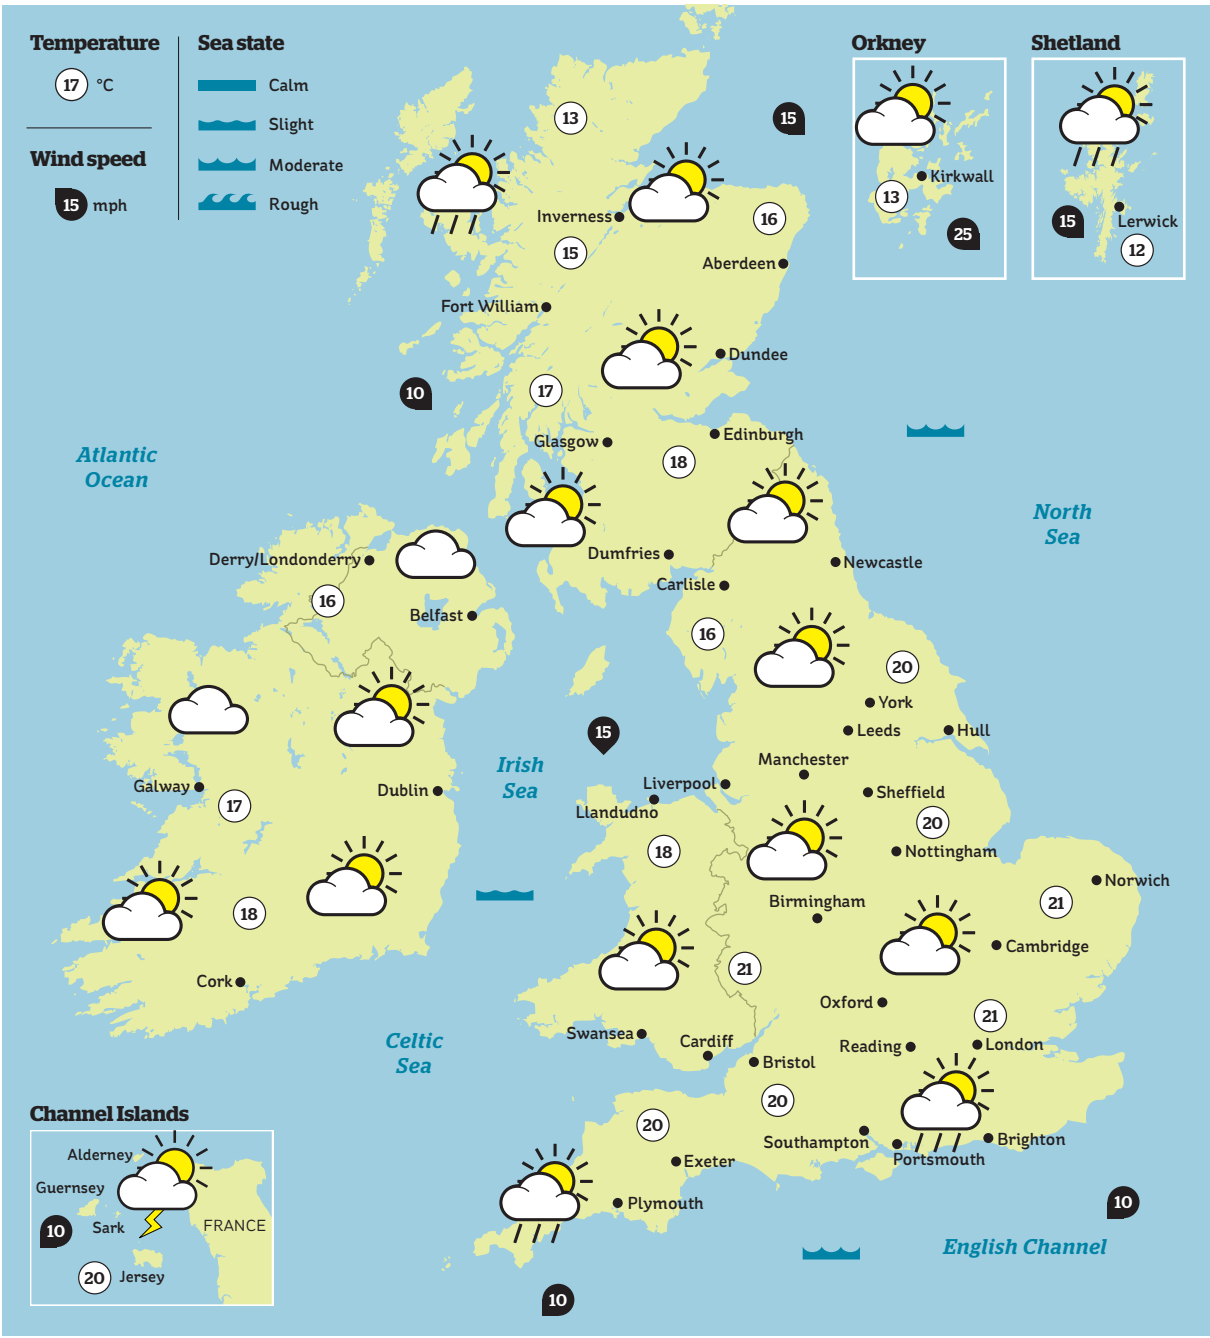 Temperature
17 °C
Wind speed
15 mph
Sea state
Calm
Slight
Moderate
Rough
Orkney
Kirkwall
13
25
Shetland
15
Lerwick
12
13
15
Inverness
16
15
Aberdeen
Fort William
Dundee
10
17
Glasgow
Edinburgh
18
Atlantic
Ocean
North
Sea
Derry/Londonderry
Dumfries
Newcastle
Carlisle
16
Belfast
16
20
York
15
Leeds
Hull
Irish
Sea
Manchester
Galway
Dublin
Liverpool
Sheffield
17
Llandudno
20
18
Nottingham
Norwich
18
Birmingham
21
Cambridge
21
Cork
Oxford
21
Celtic
Sea
Swansea
Cardiff
Reading
London
Bristol
20
20
Southampton
Brighton
Portsmouth
Exeter
Plymouth
10
English Channel
10
Channel Islands
Alderney
Guernsey
10
Sark
FRANCE
20
Jersey